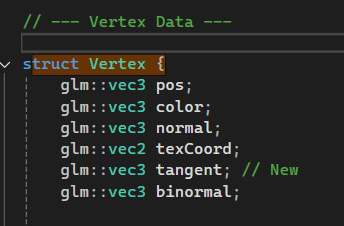 // --- Vertex Data ---
struct Vertex {
glm::vec3 pos;
glm::vec3 color;
glm::vec3 normal;
glm::vec2 texCoord;
glm::vec3 tangent; // New
glm::vec3 binormal;